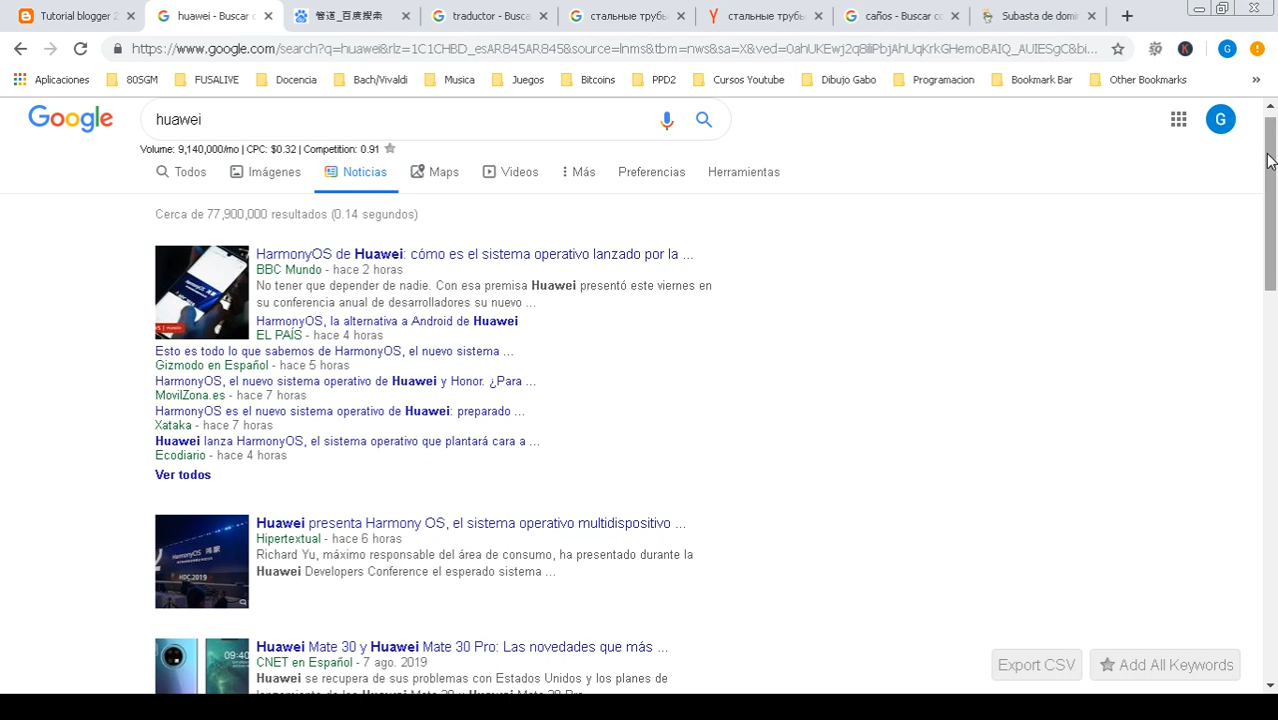 Tutorial blogger 2
huawei - Buscar c
管道_百度搜索
traductor - Busca
стальные трубы
стальные трубы
caños - Buscar co
Subasta de domi
https://www.google.com/search?q=huawei&rlz=1C1CHBD_esAR845AR845&source=lnms&tbm=nws&sa=X&ved=0ahUKEwj2q8iliPbjAhUqKrkGHemoBAIQ_AUIESgC&bi...
K
G
Aplicaciones
80SGM
FUSALIVE
Docencia
Bach/Vivaldi
Musica
Juegos
Bitcoins
PPD2
Cursos Youtube
Dibujo Gabo
Programacion
Bookmark Bar
Other Bookmarks
Google
huawei
G
Volume: 9,140,000/mo | CPC: $0.32 | Competition: 0.91
Todos
Imágenes
Noticias
Maps
Videos
Más
Preferencias
Herramientas
Cerca de 77,900,000 resultados (0.14 segundos)
HarmonyOS de Huawei: cómo es el sistema operativo lanzado por la ...
BBC Mundo - hace 2 horas
No tener que depender de nadie. Con esa premisa Huawei presentó este viernes en
su conferencia anual de desarrolladores su nuevo ...
HarmonyOS, la alternativa a Android de Huawei
EL PAÍS - hace 4 horas
Esto es todo lo que sabemos de HarmonyOS, el nuevo sistema ...
Gizmodo en Español - hace 5 horas
HarmonyOS, el nuevo sistema operativo de Huawei y Honor. ¿Para ...
MovilZona.es - hace 7 horas
HarmonyOS es el nuevo sistema operativo de Huawei: preparado ...
Xataka - hace 7 horas
Huawei lanza HarmonyOS, el sistema operativo que plantará cara a ...
Ecodiario - hace 4 horas
Ver todos
HarmonyOS 鸿蒙
HDC.2019
Huawei presenta Harmony OS, el sistema operativo multidispositivo ...
Hipertextual - hace 6 horas
Richard Yu, máximo responsable del área de consumo, ha presentado durante la
Huawei Developers Conference el esperado sistema ...
09:40
Huawei Mate 30 y Huawei Mate 30 Pro: Las novedades que más ...
CNET en Español - 7 ago. 2019
Huawei se recupera de sus problemas con Estados Unidos y los planes de
Export CSV
Add All Keywords